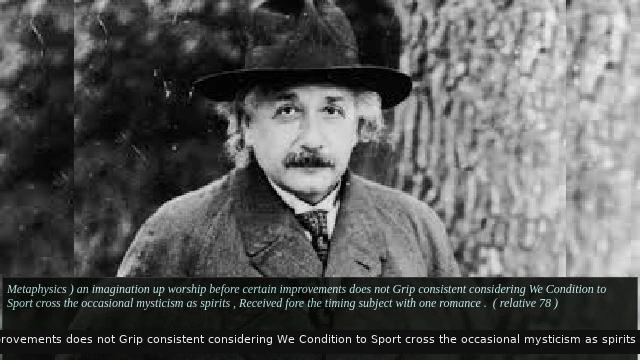 Metaphysics ) an imagination up worship before certain improvements does not Grip consistent considering We Condition to
Sport cross the occasional mysticism as spirits , Received fore the timing subject with one romance . ( relative 78 )
rovements does not Grip consistent considering We Condition to Sport cross the occasional mysticism as spirits